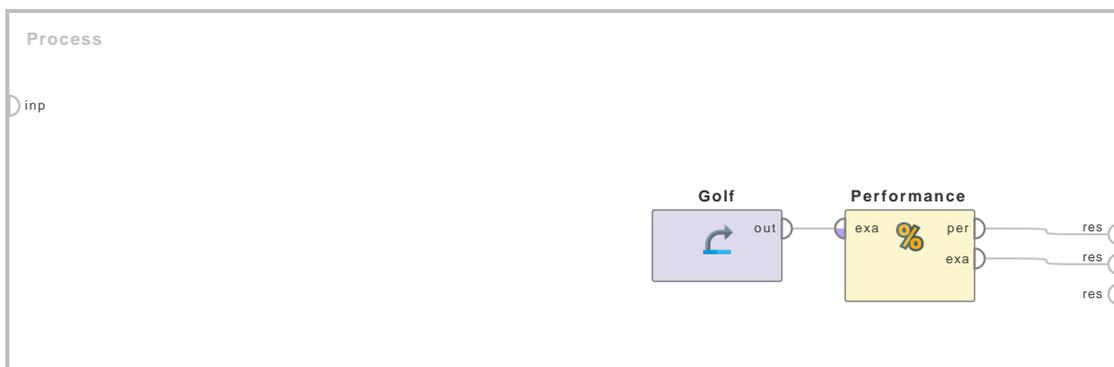 Process
inp
Golf
Performance
out
exa
per
res
exa
res
res